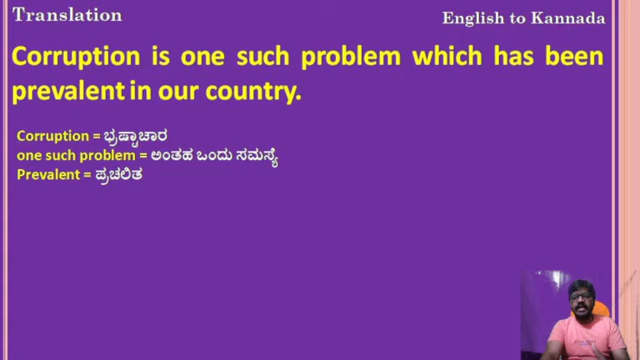 Translation
English to Kannada
Corruption is one such problem which has been
prevalent in our country.
Corruption = ಭ್ರಷ್ಟಾಚಾರ
one such problem = ಅಂತಹ ಒಂದು ಸಮಸ್ಯೆ
Prevalent = ಪ್ರಚಲಿತ